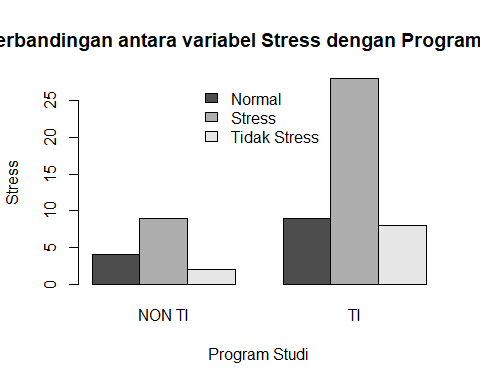 erbandingan antara variabel Stress dengan Program
Normal
Stress
Tidak Stress
25
20
15
10
5
0
Stress
NON TI
TI
Program Studi